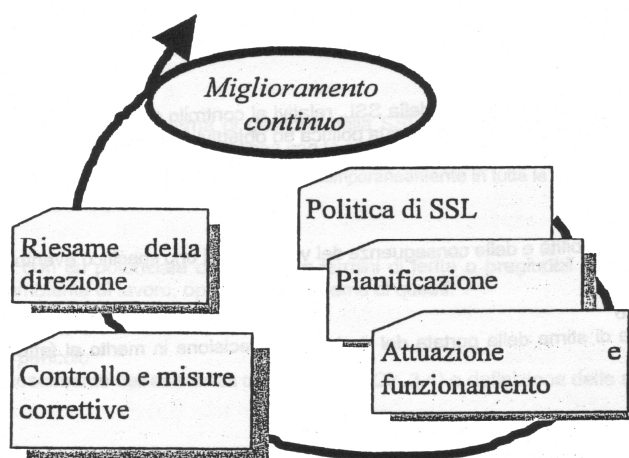 Miglioramento
continuo
Politica di SSL
Pianificazione
Attuazione e
funzionamento
Controllo e misure
correttive
Riesame della
direzione